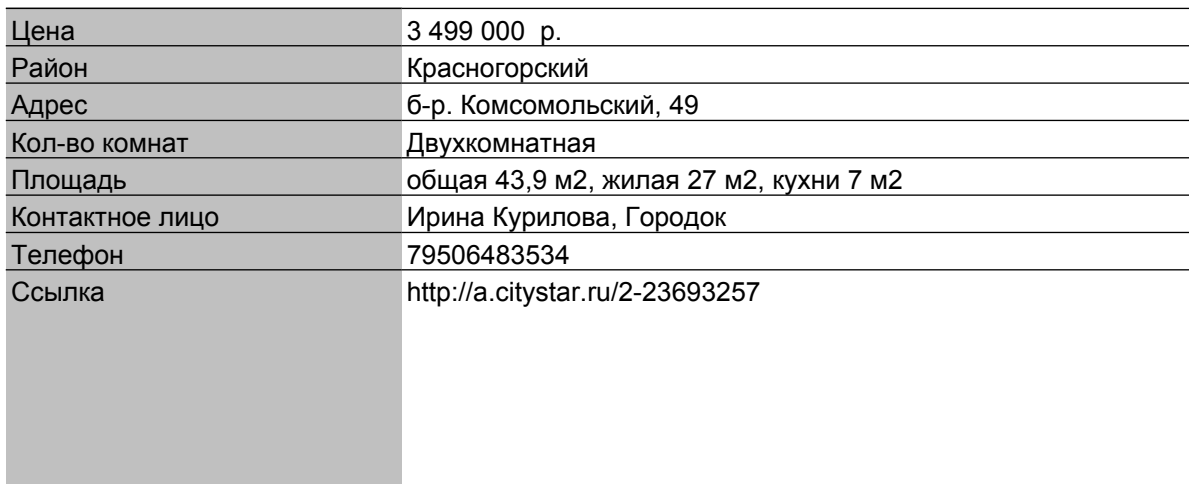 Цена 3 499 000 р.
Район Красногорский
Адрес б-р. Комсомольский, 49
Кол-во комнат Двухкомнатная
Площадь общая 43,9 м2, жилая 27 м2, кухни 7 м2
Контактное лицо Ирина Курилова, Городок
Телефон 79506483534
Ссылка http://a.citystar.ru/2-23693257